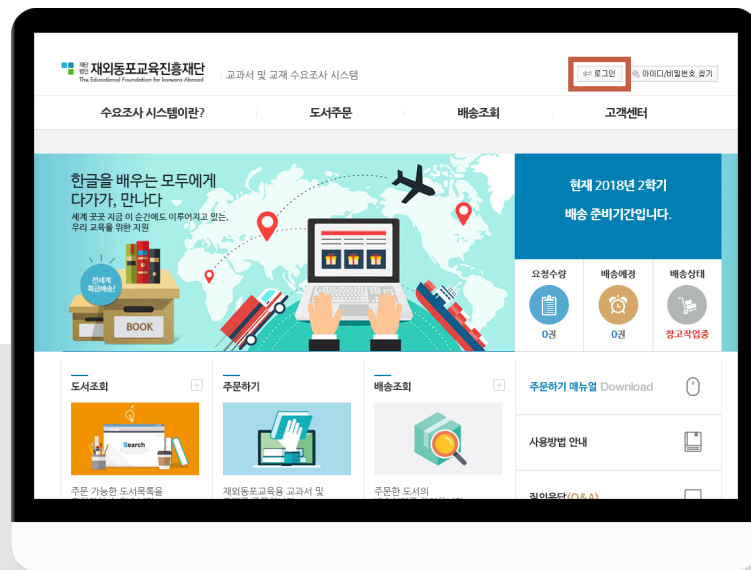 재단법인 재외동포교육진흥재단
The Educational Foundation for koreans Abroad
교과서 및 교재 수요조사 시스템
로그인
아이디/비밀번호 찾기
수요조사 시스템이란?
도서주문
배송조회
고객센터
한글을 배우는 모두에게
다가가, 만나다
세계 곳곳 지금 이 순간에도 이루어지고 있는,
우리 교육을 위한 지원
전세계
특급배송!
BOOK
현재 2018년 2학기
배송 준비기간입니다.
요청수량
배송예정
배송상태
0권
0권
창고작업중
도서조회
주문하기
배송조회
주문하기 매뉴얼 Download
Search
사용방법 안내
주문 가능한 도서목록을
재외동포교육용 교과서 및
주문한 도서의
질의응답(Q&A)